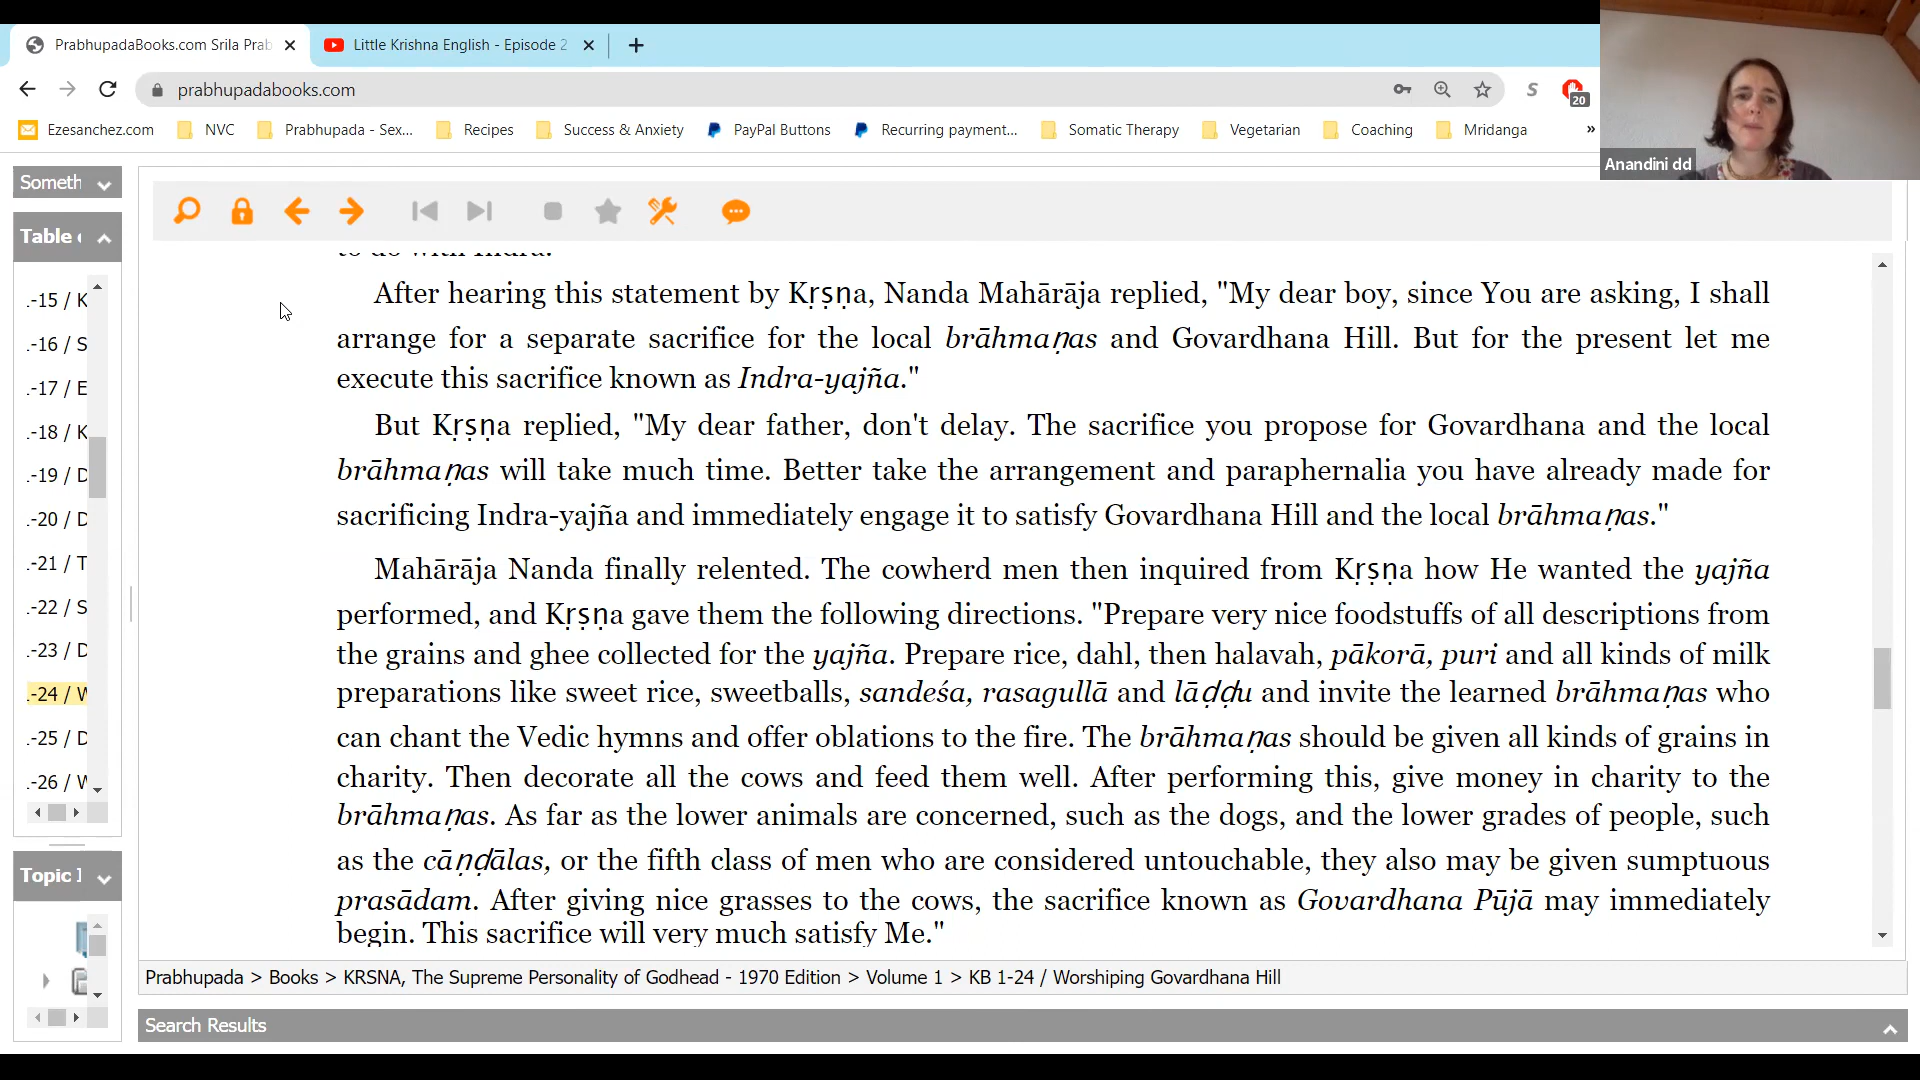 PrabhupadaBooks.com Srila Prab
Little Krishna English - Episode 2
prabhupadabooks.com
S
20
Ezesanchez.com
NVC
Prabhupada - Sex...
Recipes
Success & Anxiety
PayPal Buttons
Recurring payment...
Somatic Therapy
Vegetarian
Coaching
Mridanga
»
Anandini dd
Someth
Table
.-15 / K
.-16 / S
.-17 / E
.-18 / K
.-19 / D
.-20 / D
.-21 / T
.-22 / S
.-23 / D
.-24 / W
.-25 / D
.-26 / W
Topic
to do with Indra.
After hearing this statement by Kṛṣṇa, Nanda Mahārāja replied, "My dear boy, since You are asking, I shall
arrange for a separate sacrifice for the local brāhmaṇas and Govardhana Hill. But for the present let me
execute this sacrifice known as Indra-yajña."
But Kṛṣṇa replied, "My dear father, don't delay. The sacrifice you propose for Govardhana and the local
brāhmaṇas will take much time. Better take the arrangement and paraphernalia you have already made for
sacrificing Indra-yajña and immediately engage it to satisfy Govardhana Hill and the local brāhmaṇas."
Mahārāja Nanda finally relented. The cowherd men then inquired from Kṛṣṇa how He wanted the yajña
performed, and Kṛṣṇa gave them the following directions. "Prepare very nice foodstuffs of all descriptions from
the grains and ghee collected for the yajña. Prepare rice, dahl, then halavah, pākorā, puri and all kinds of milk
preparations like sweet rice, sweetballs, sandeśa, rasagullā and lāḍḍu and invite the learned brāhmaṇas who
can chant the Vedic hymns and offer oblations to the fire. The brāhmaṇas should be given all kinds of grains in
charity. Then decorate all the cows and feed them well. After performing this, give money in charity to the
brāhmaṇas. As far as the lower animals are concerned, such as the dogs, and the lower grades of people, such
as the cāṇḍālas, or the fifth class of men who are considered untouchable, they also may be given sumptuous
prasādam. After giving nice grasses to the cows, the sacrifice known as Govardhana Pūjā may immediately
begin. This sacrifice will very much satisfy Me."
Prabhupada > Books > KRSNA, The Supreme Personality of Godhead - 1970 Edition > Volume 1 > KB 1-24 / Worshiping Govardhana Hill
Search Results